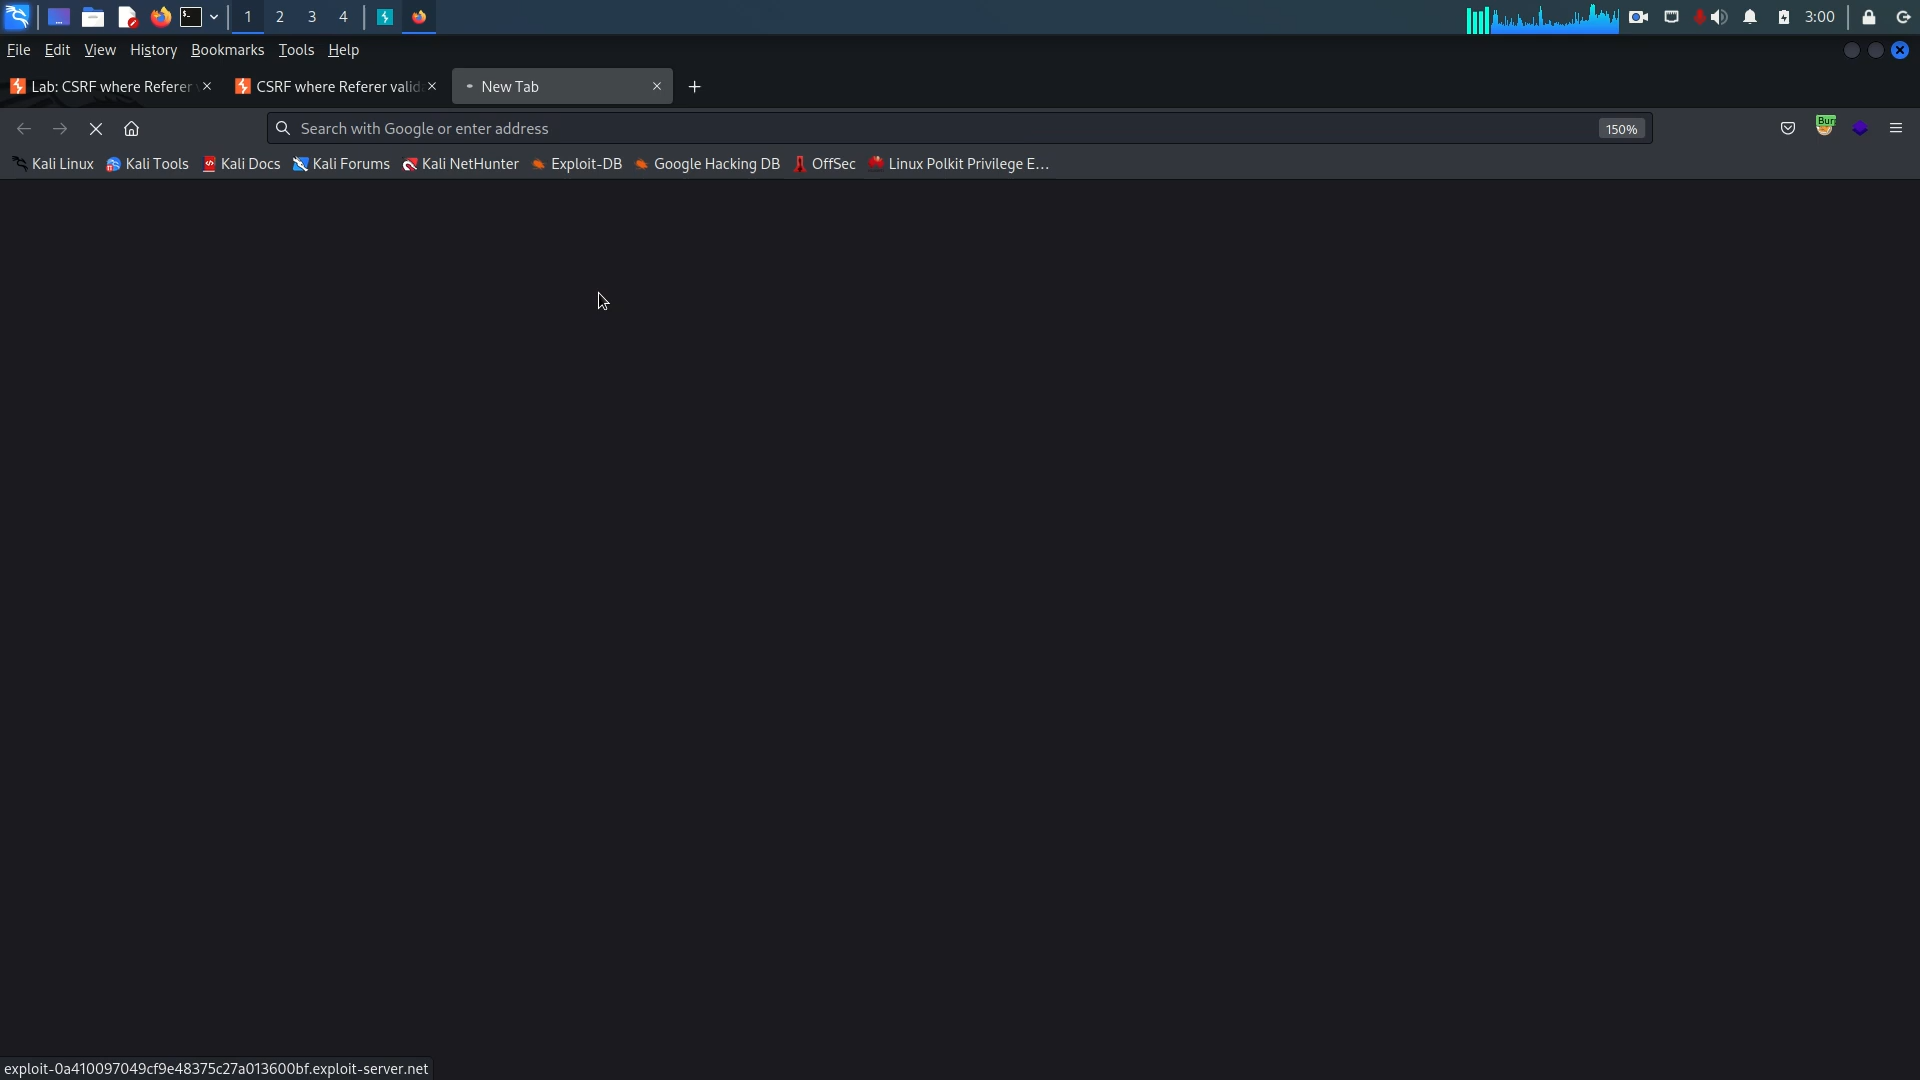 1 2 3 4 3:00
File Edit View History Bookmarks Tools Help
Lab: CSRF where Referer CSRF where Referer valid New Tab
Search with Google or enter address 150% Burp
Kali Linux Kali Tools Kali Docs Kali Forums Kali NetHunter Exploit-DB Google Hacking DB OffSec Linux Polkit Privilege E…
exploit-0a410097049cf9e48375c27a013600bf.exploit-server.net